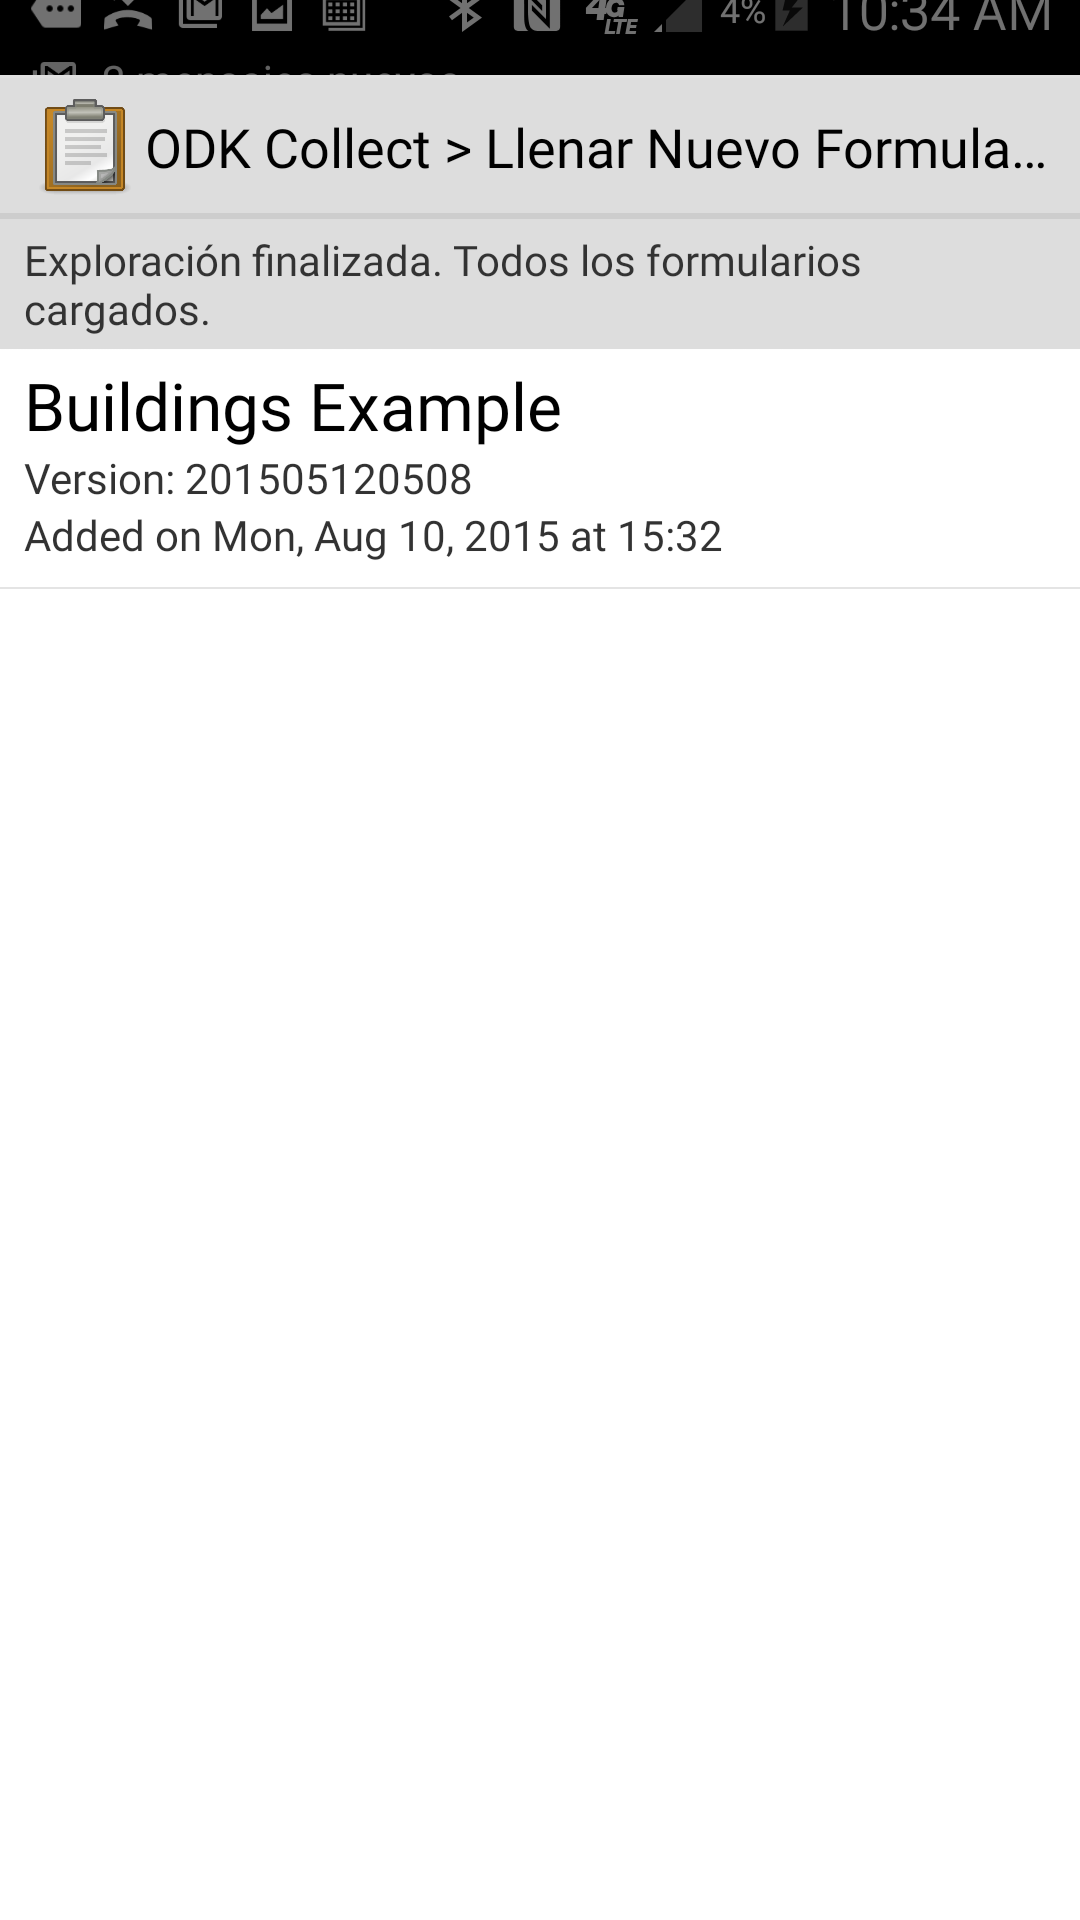 4G LTE 4% 10:34 AM
ODK Collect > Llenar Nuevo Formula...
Exploración finalizada. Todos los formularios
cargados.
Buildings Example
Version: 201505120508
Added on Mon, Aug 10, 2015 at 15:32